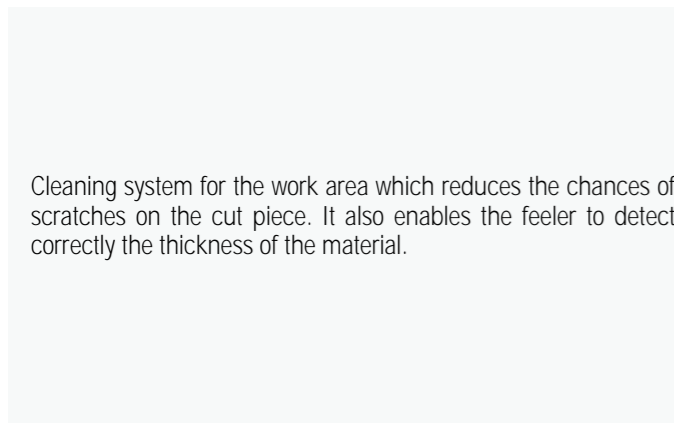 Cleaning system for the work area which reduces the chances of
scratches on the cut piece. It also enables the feeler to detect
correctly the thickness of the material.